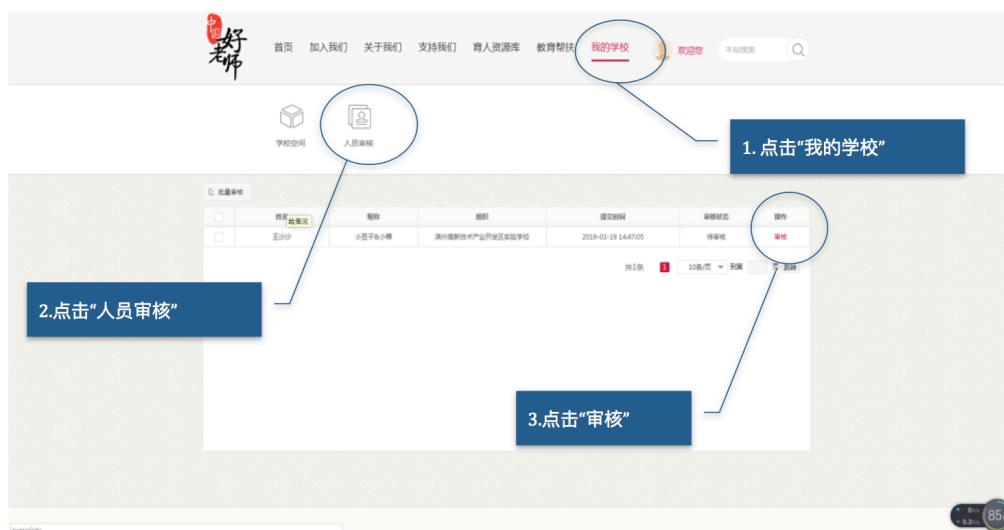 中国好老师
首页 加入我们 关于我们 支持我们 育人资源库 教育帮扶 我的学校 欢迎您 本站搜索
学校空间 人员审核
1. 点击“我的学校”
批量审核
姓名 昵称 组织 提交时间 审核状态 操作
绘图区
王沙沙 小豆子&小棵 滨州高新技术产业开发区实验学校 2019-03-19 14:47:05 待审核 审核
共1条 1 10条/页 到第 页 跳转
2.点击“人员审核”
3.点击“审核”
85